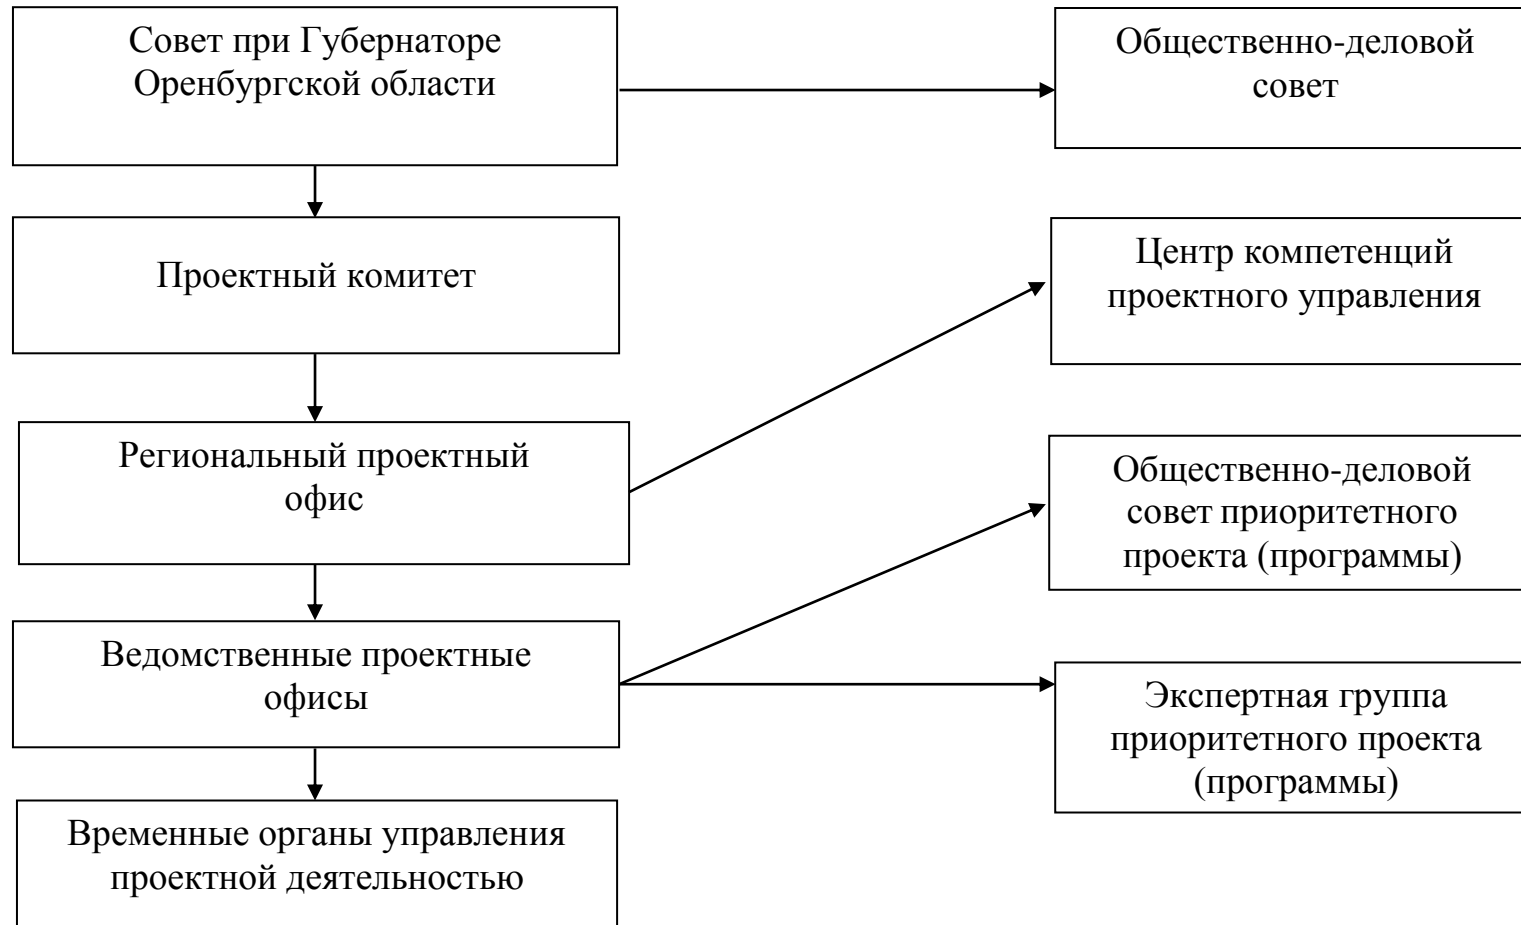 Совет при Губернаторе
Оренбургской области
Общественно-деловой
совет
Проектный комитет
Центр компетенций
проектного управления
Региональный проектный
офис
Общественно-деловой
совет приоритетного
проекта (программы)
Ведомственные проектные
офисы
Экспертная группа
приоритетного проекта
(программы)
Временные органы управления
проектной деятельностью